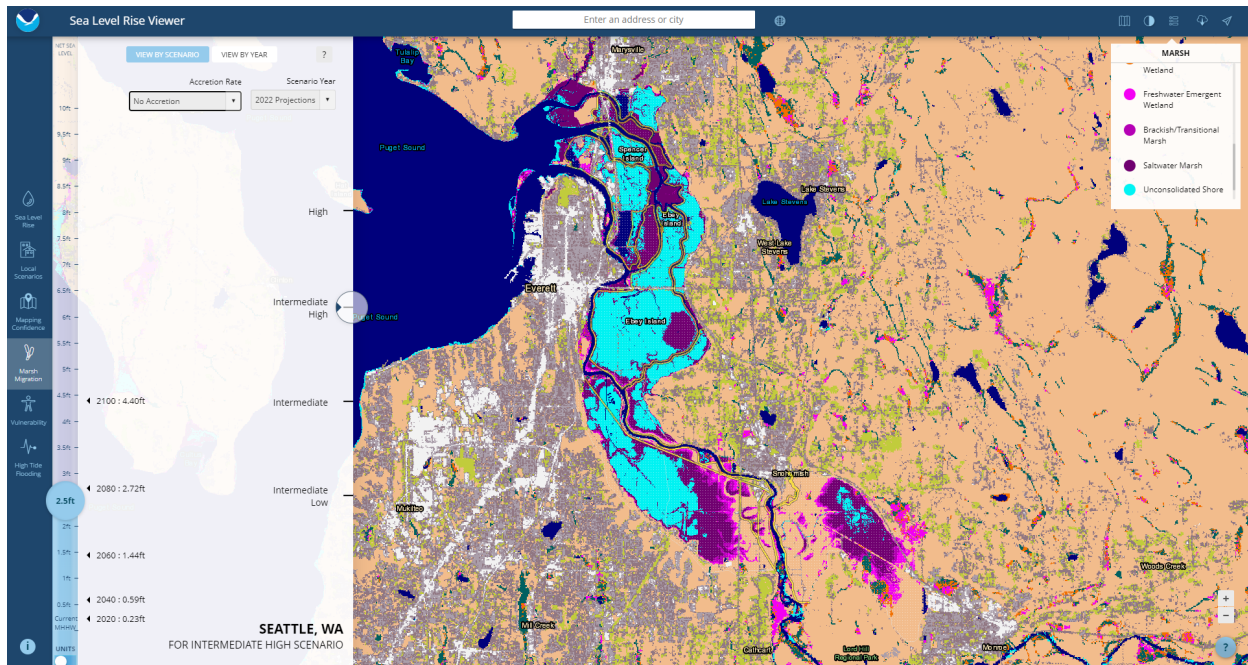 Sea Level Rise Viewer
Enter an address or city
NET SEA
LEVEL
VIEW BY SCENARIO
VIEW BY YEAR
?
Accretion Rate
No Accretion
Scenario Year
2022 Projections
10ft
9.5ft
9ft
8.5ft
8ft
7.5ft
7ft
6.5ft
6ft
5.5ft
5ft
4.5ft
4ft
3.5ft
3ft
2.5ft
2ft
1.5ft
1ft
0.5ft
Current
MHHW
UNITS
Sea Level
Rise
Local
Scenarios
Mapping
Confidence
Marsh
Migration
Vulnerability
High Tide
Flooding
High
Intermediate
High
Intermediate
Intermediate
Low
2100 : 4.40ft
2080 : 2.72ft
2060 : 1.44ft
2040 : 0.59ft
2020 : 0.23ft
SEATTLE, WA
FOR INTERMEDIATE HIGH SCENARIO
Tulalip
Bay
Marysville
Puget Sound
Spencer
Island
Lake Stevens
Lake Stevens
Ebey
Island
West Lake
Stevens
Everett
Puget Sound
Ebey Island
Snohomish
Mukilteo
Woods Creek
Mill Creek
Cathcart
Lord Hill
Regional Park
Monroe
MARSH
Wetland
Freshwater Emergent
Wetland
Brackish/Transitional
Marsh
Saltwater Marsh
Unconsolidated Shore
+
−
?